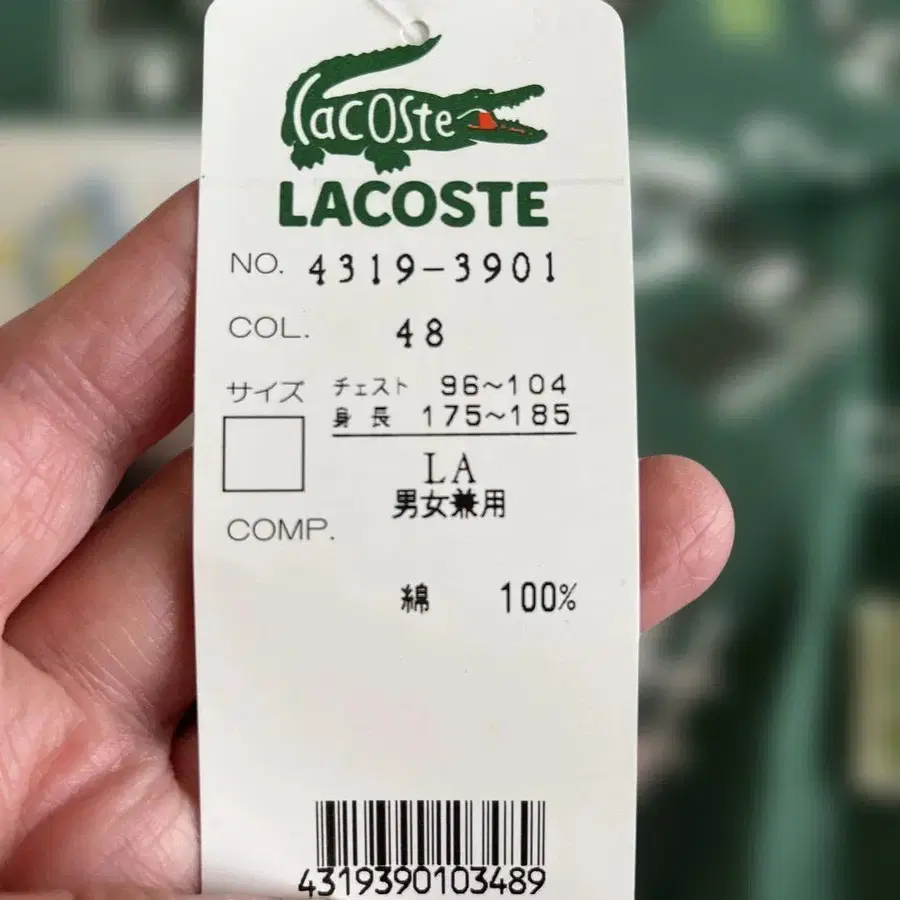 lacoste
LACOSTE
NO. 4319-3901
COL. 48
サイズ チェスト 96~104
身長 175~185
LA
男女兼用
COMP.
綿 100%
4319390103489